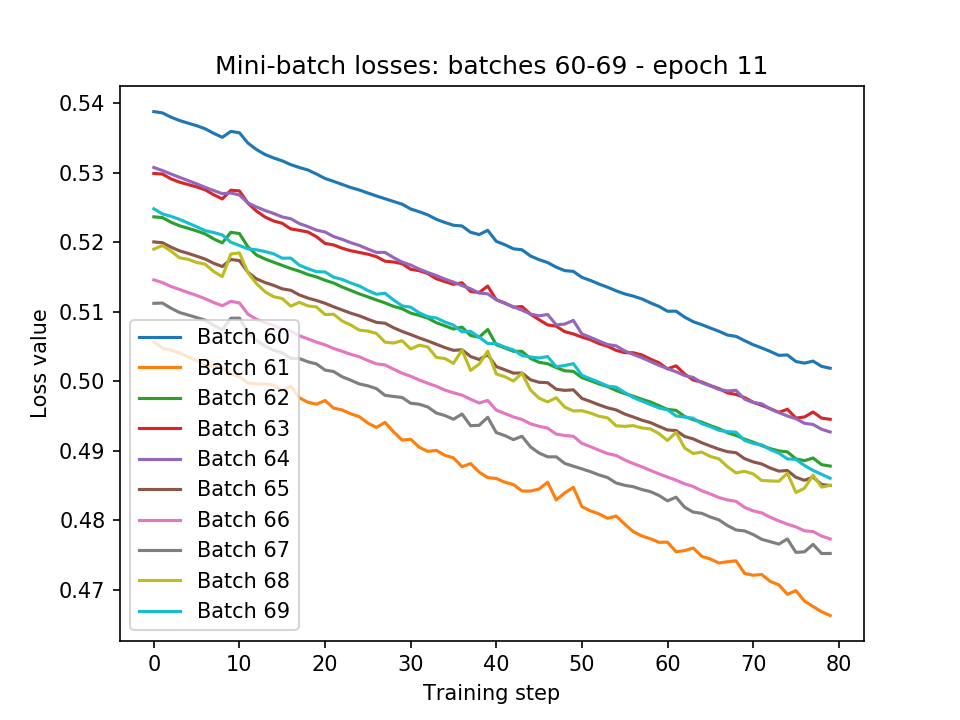 Mini-batch losses: batches 60-69 - epoch 11
Loss value
0.54
0.53
0.52
0.51
0.50
0.49
0.48
0.47
Batch 60
Batch 61
Batch 62
Batch 63
Batch 64
Batch 65
Batch 66
Batch 67
Batch 68
Batch 69
0 10 20 30 40 50 60 70 80
Training step